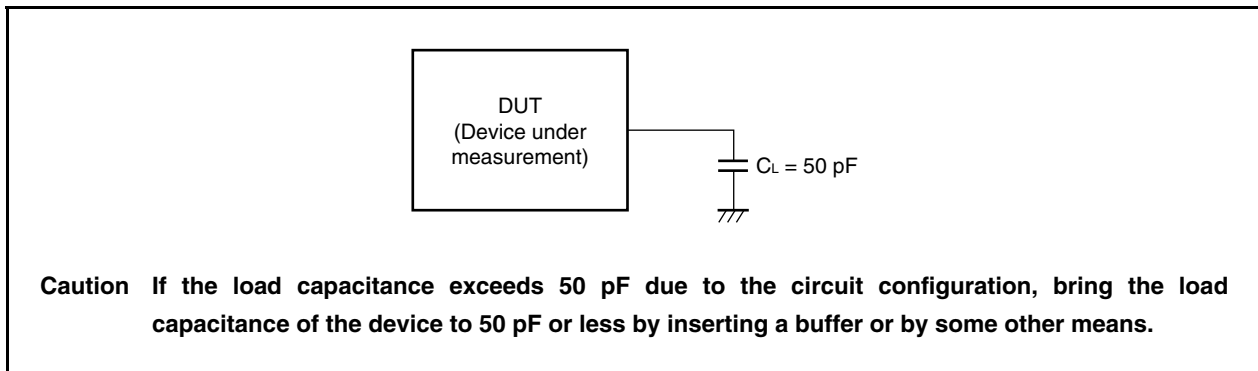 DUT
(Device under
measurement)
CL = 50 pF
Caution If the load capacitance exceeds 50 pF due to the circuit configuration, bring the load
capacitance of the device to 50 pF or less by inserting a buffer or by some other means.